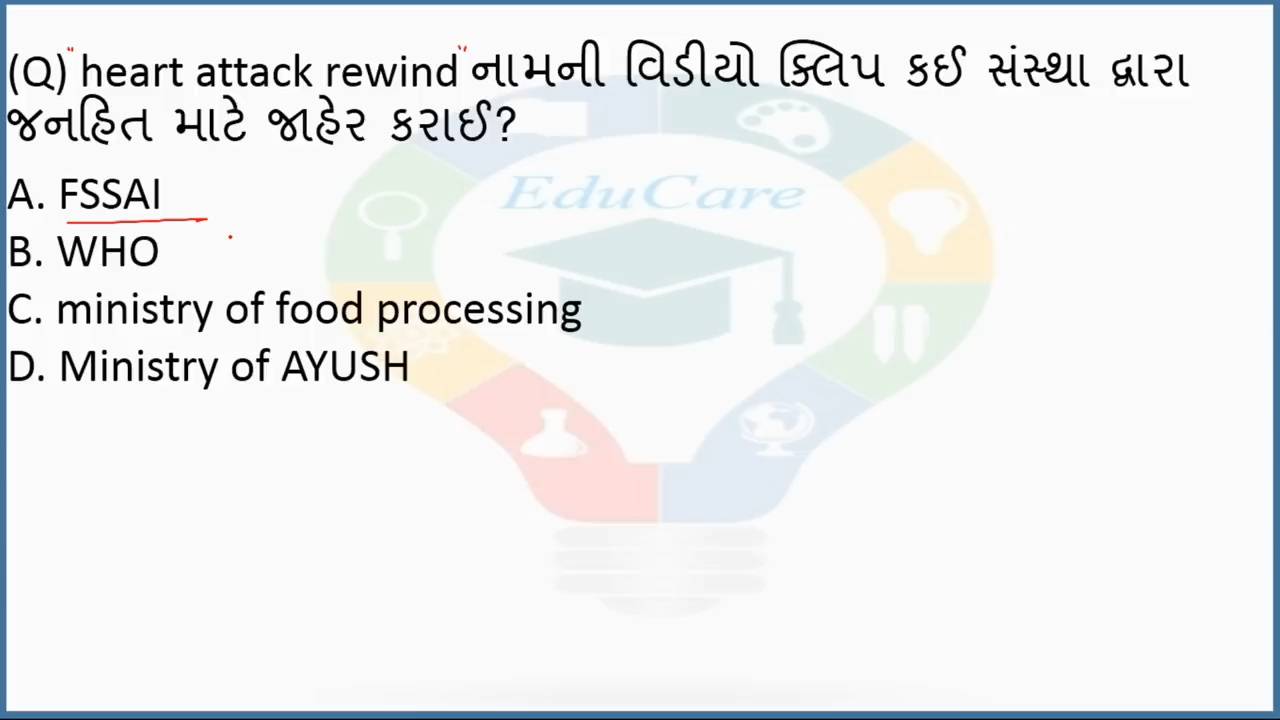 (Q) "heart attack rewind" નામની વિડીયો ક્લિપ કઈ સંસ્થા દ્વારા
જનહિત માટે જાહેર કરાઈ?
EduCare
A. FSSAI
B. WHO
C. ministry of food processing
D. Ministry of AYUSH